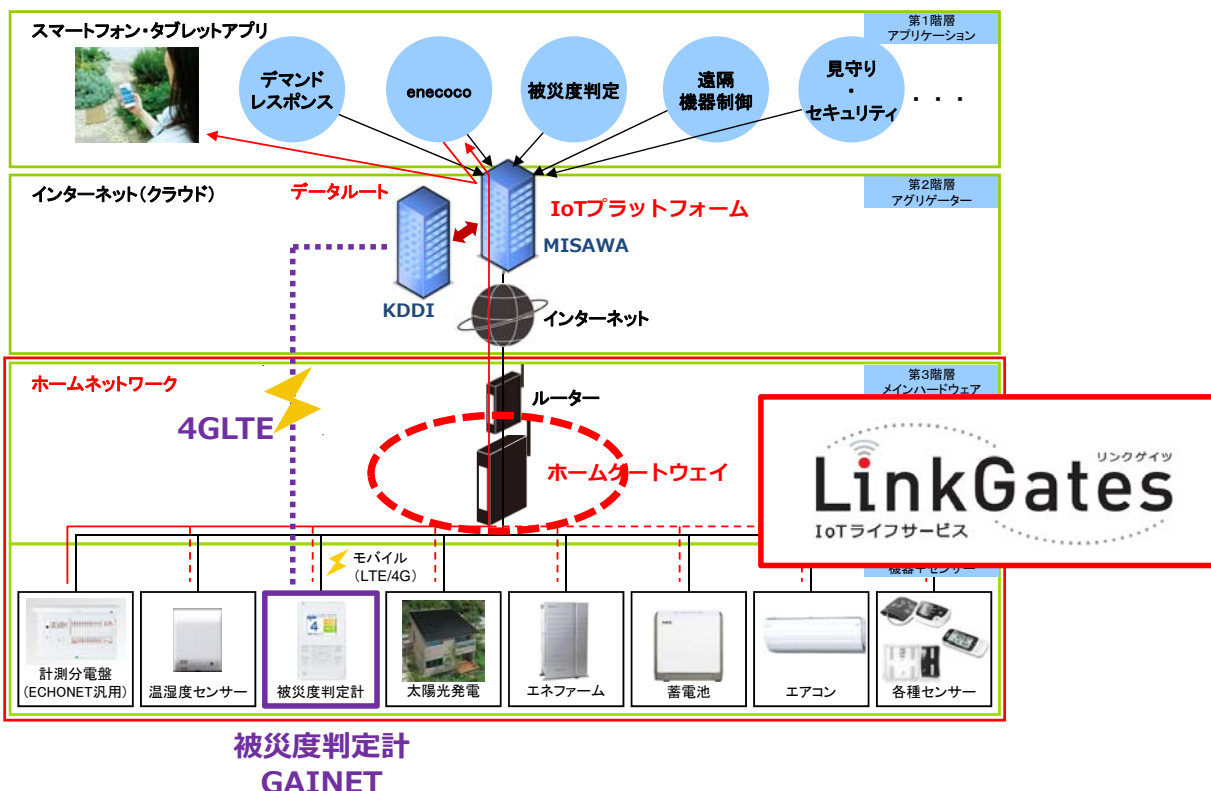 スマートフォン・タブレットアプリ
第1階層
アプリケーション
デマンド
レスポンス
enecoco
被災度判定
遠隔
機器制御
見守り
・
セキュリティ
・・・
インターネット(クラウド)
データルート
第2階層
アグリゲーター
IoTプラットフォーム
MISAWA
KDDI
インターネット
ホームネットワーク
第3階層
メインハードウェア
ルーター
4GLTE
ホームゲートウェイ
リンクゲイツ
LinkGates
IoTライフサービス
モバイル
(LTE/4G)
機器+センサー
計測分電盤
(ECHONET汎用)
温湿度センサー
被災度判定計
太陽光発電
エネファーム
蓄電池
エアコン
各種センサー
被災度判定計
GAINET